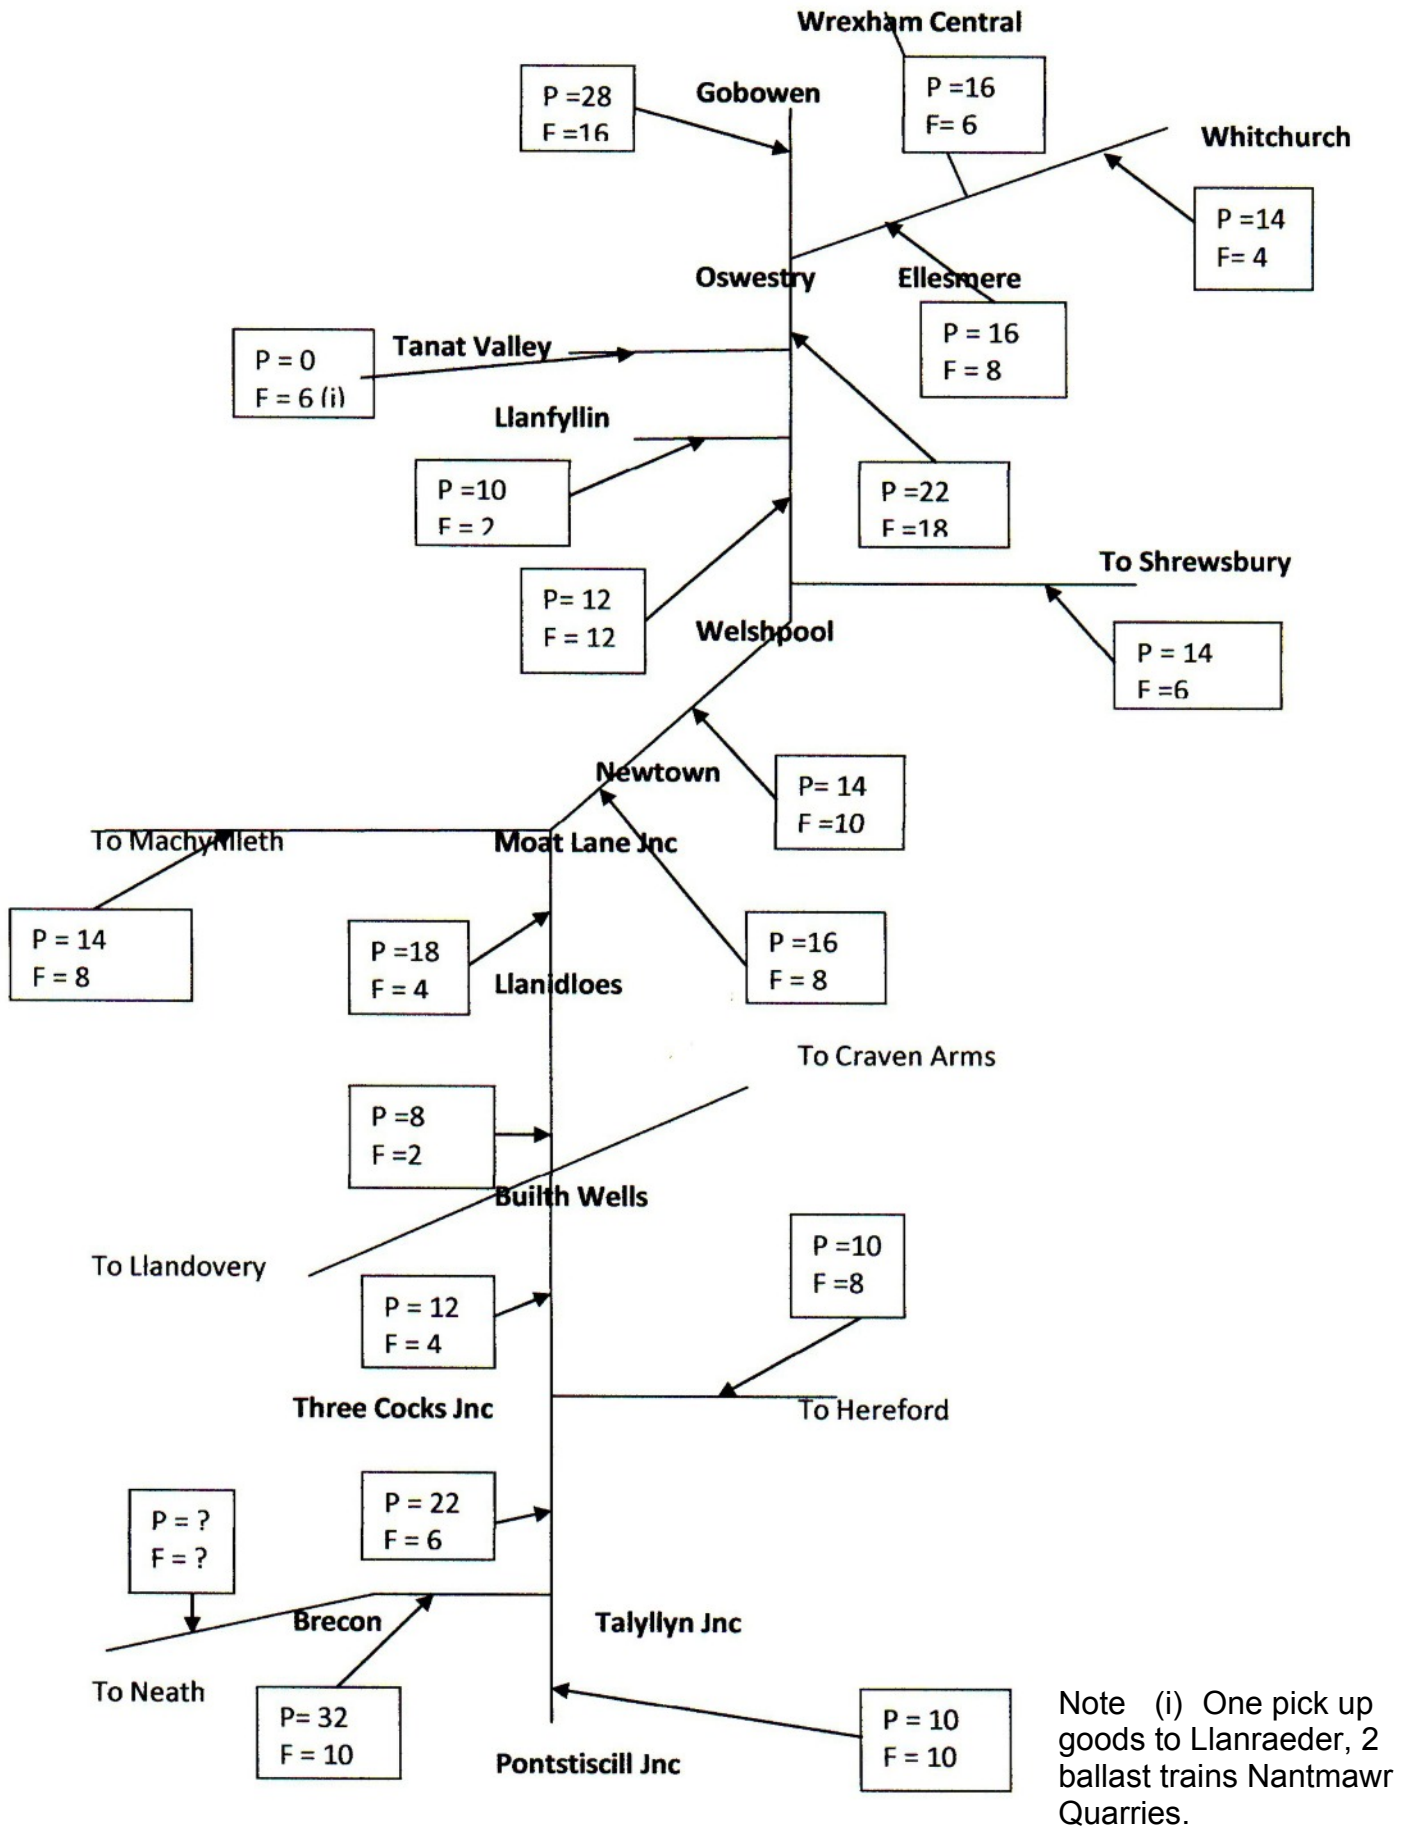 Wrexham Central
P =16
F= 6
Gobowen
P =28
F =16
Whitchurch
P =14
F= 4
Oswestry
Ellesmere
P = 16
F = 8
Tanat Valley
P = 0
F = 6 (i)
Llanfyllin
P =10
F = 2
P =22
F =18
To Shrewsbury
P= 12
F = 12
Welshpool
P = 14
F =6
Newtown
P= 14
F =10
To Machynlleth
Moat Lane Jnc
P = 14
F = 8
P =18
F = 4
P =16
F = 8
Llanidloes
To Craven Arms
P =8
F =2
Builth Wells
To Llandovery
P =10
F =8
P = 12
F = 4
Three Cocks Jnc
To Hereford
P = 22
F = 6
P = ?
F = ?
Brecon
Talyllyn Jnc
To Neath
P= 32
F = 10
P = 10
F = 10
Pontstiscill Jnc
Note (i) One pick up
goods to Llanraeder, 2
ballast trains Nantmawr
Quarries.